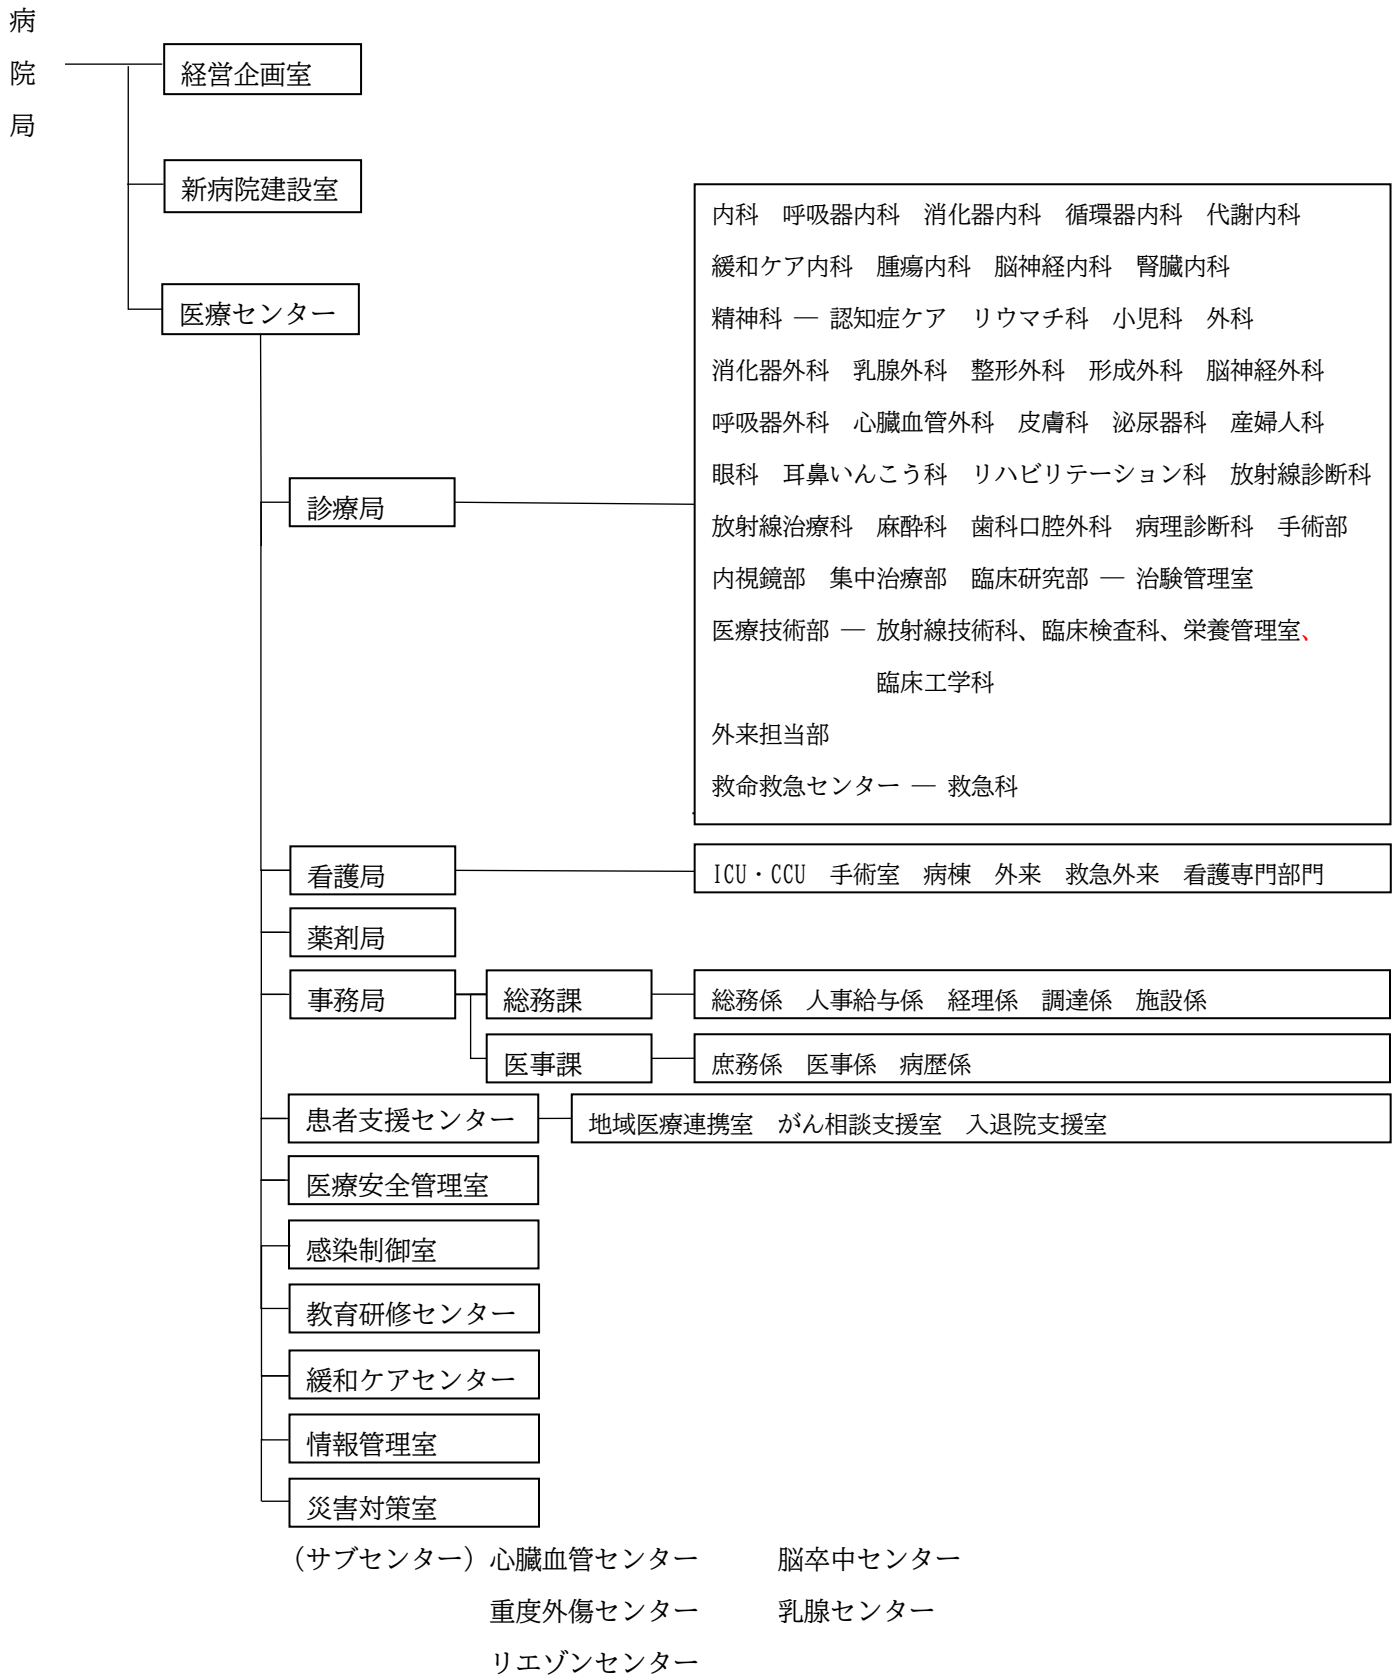 病
院
局
経営企画室
新病院建設室
医療センター
診療局
内科　呼吸器内科　消化器内科　循環器内科　代謝内科
緩和ケア内科　腫瘍内科　脳神経内科　腎臓内科
精神科 ― 認知症ケア　リウマチ科　小児科　外科
消化器外科　乳腺外科　整形外科　形成外科　脳神経外科
呼吸器外科　心臓血管外科　皮膚科　泌尿器科　産婦人科
眼科　耳鼻いんこう科　リハビリテーション科　放射線診断科
放射線治療科　麻酔科　歯科口腔外科　病理診断科　手術部
内視鏡部　集中治療部　臨床研究部 ― 治験管理室
医療技術部 ― 放射線技術科、臨床検査科、栄養管理室、
臨床工学科
外来担当部
救命救急センター ― 救急科
看護局
ICU・CCU　手術室　病棟　外来　救急外来　看護専門部門
薬剤局
事務局
総務課
総務係　人事給与係　経理係　調達係　施設係
医事課
庶務係　医事係　病歴係
患者支援センター
地域医療連携室　がん相談支援室　入退院支援室
医療安全管理室
感染制御室
教育研修センター
緩和ケアセンター
情報管理室
災害対策室
（サブセンター）心臓血管センター　　　脳卒中センター
重度外傷センター　　　乳腺センター
リエゾンセンター